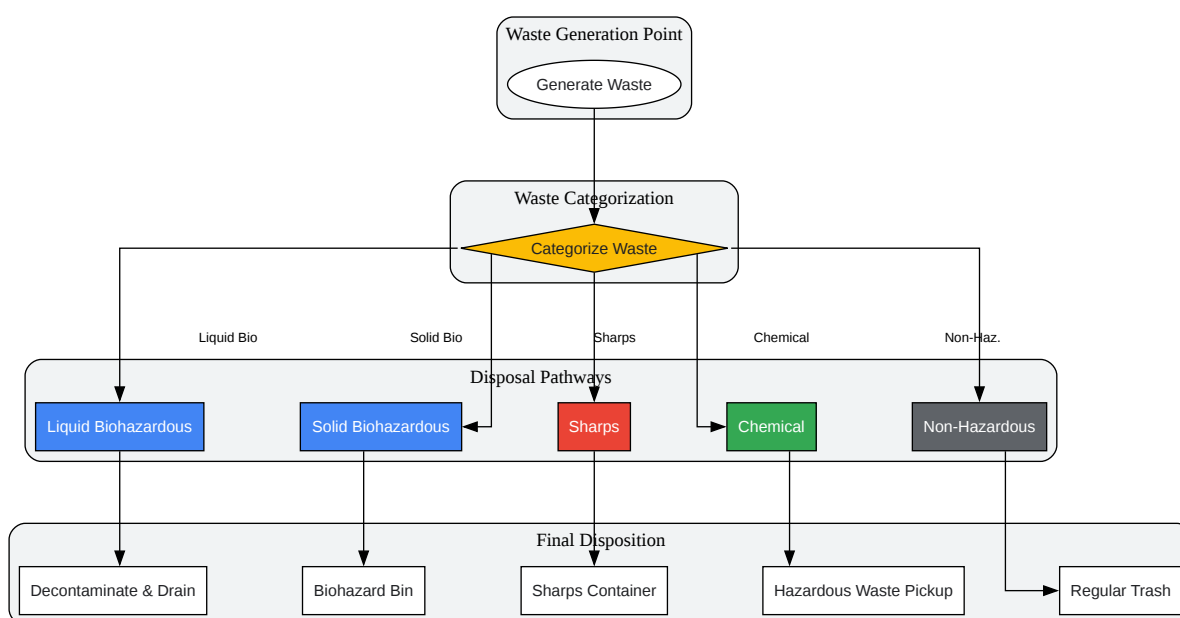 Waste Generation Point
Generate Waste
Waste Categorization
Categorize Waste
Liquid Bio
Solid Bio
Sharps
Chemical
Non-Haz.
Disposal Pathways
Liquid Biohazardous
Solid Biohazardous
Sharps
Chemical
Non-Hazardous
Final Disposition
Decontaminate & Drain
Biohazard Bin
Sharps Container
Hazardous Waste Pickup
Regular Trash